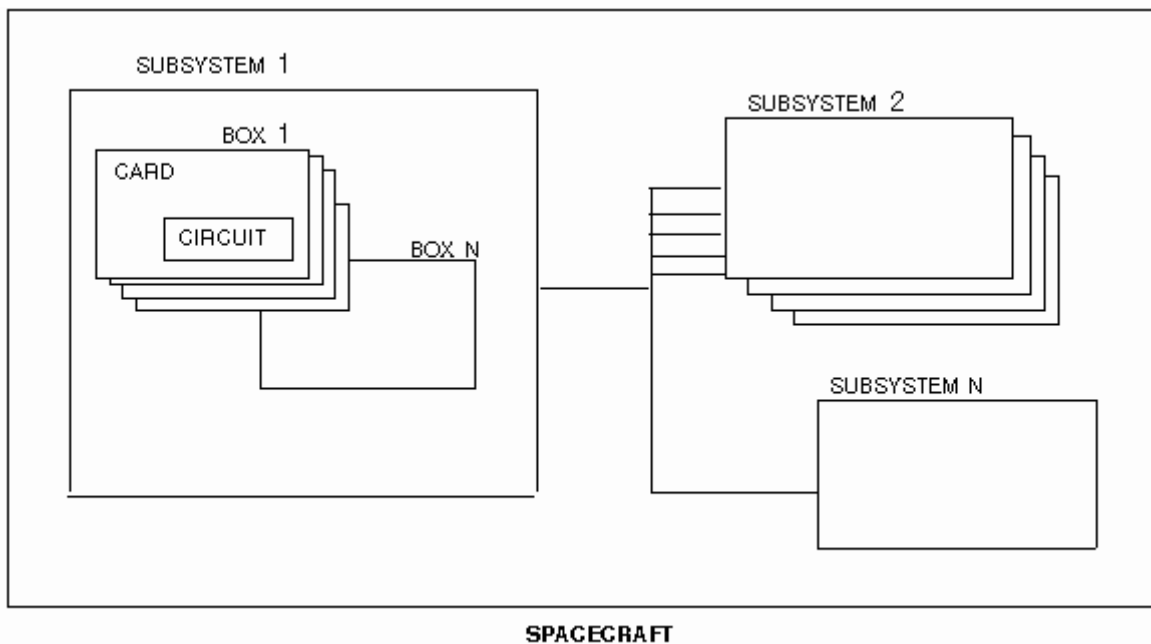 SUBSYSTEM 1
SUBSYSTEM 2
BOX 1
CARD
CIRCUIT
BOX N
SUBSYSTEM N
SPACECRAFT